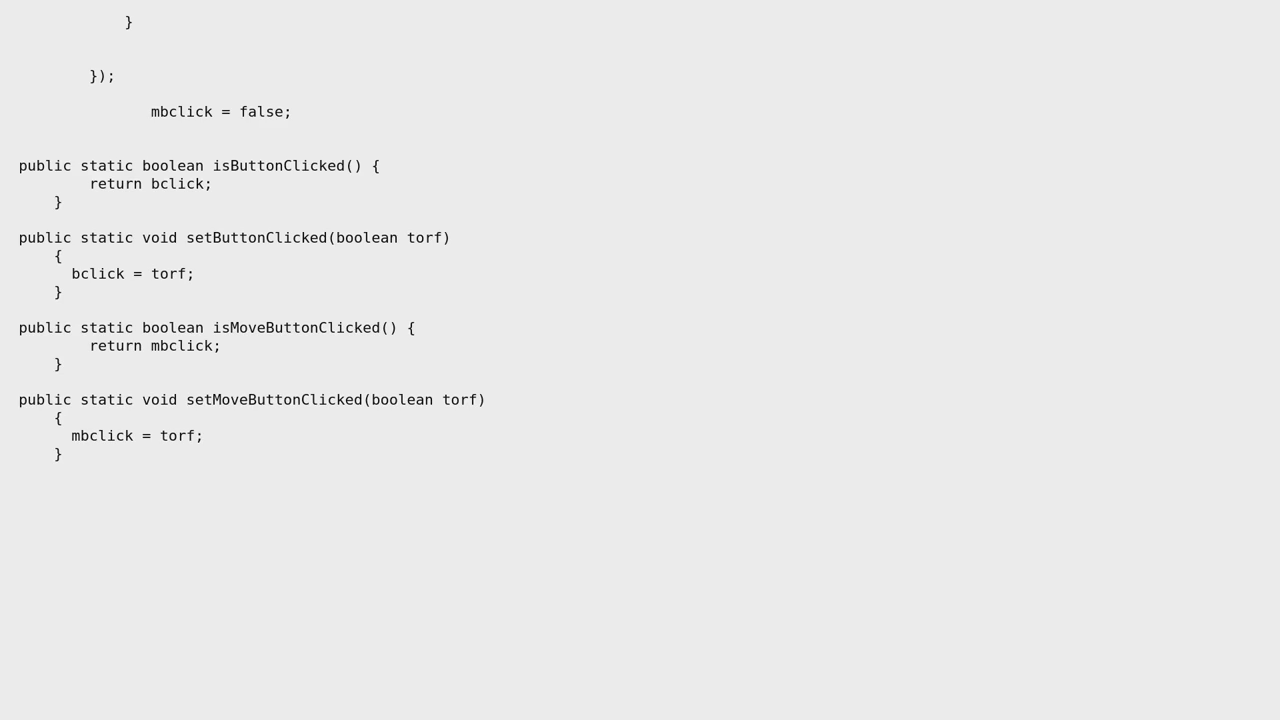 }
        });
               mbclick = false;
public static boolean isButtonClicked() {
        return bclick;
    }
public static void setButtonClicked(boolean torf)
    {
      bclick = torf;
    }
public static boolean isMoveButtonClicked() {
        return mbclick;
    }
public static void setMoveButtonClicked(boolean torf)
    {
      mbclick = torf;
    }